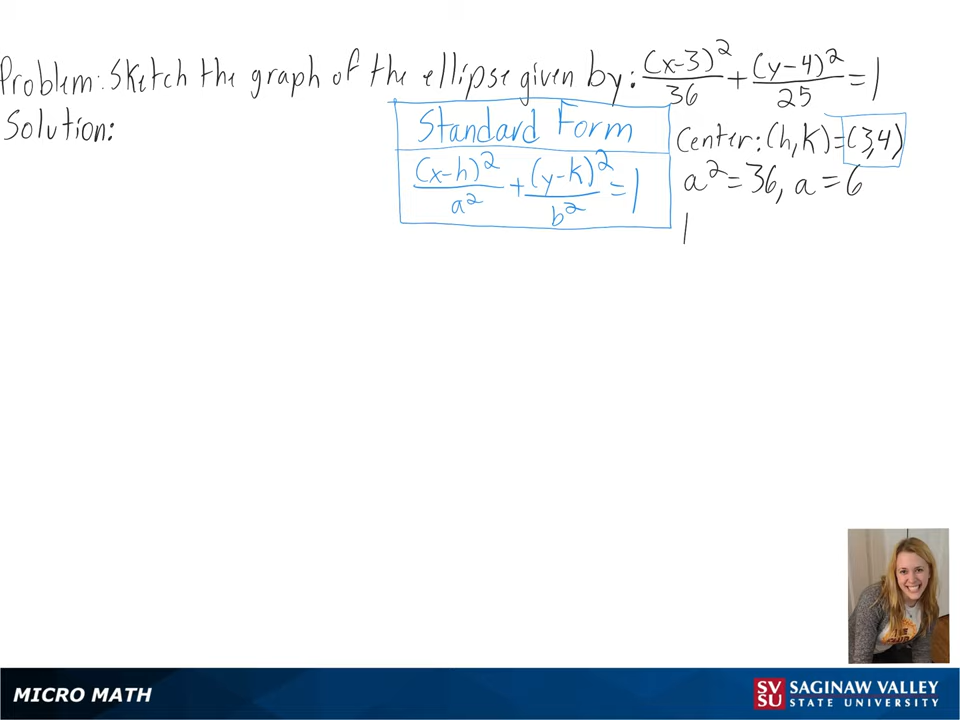 Problem: Sketch the graph of the ellipse given by: (x-3)²/36 + (y-4)²/25 = 1
Solution:
Standard Form
(x-h)²/a² + (y-k)²/b² = 1
Center: (h,k)=(3,4)
a²=36, a=6
MICRO MATH
SVSU SAGINAW VALLEY
STATE UNIVERSITY